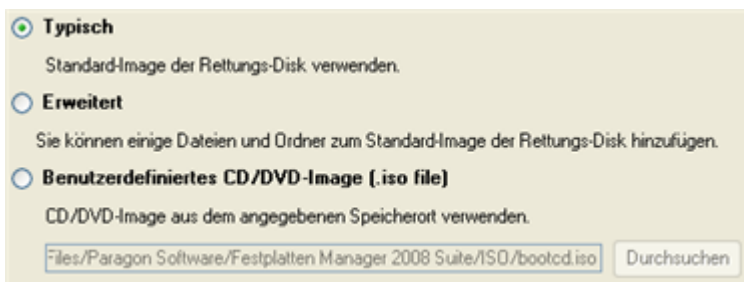 Typisch
Standard-Image der Rettungs-Disk verwenden.
Erweitert
Sie können einige Dateien und Ordner zum Standard-Image der Rettungs-Disk hinzufügen.
Benutzerdefiniertes CD/DVD-Image (.iso file)
CD/DVD-Image aus dem angegebenen Speicherort verwenden.
Files/Paragon Software/Festplatten Manager 2008 Suite/ISO/bootcd.iso Durchsuchen